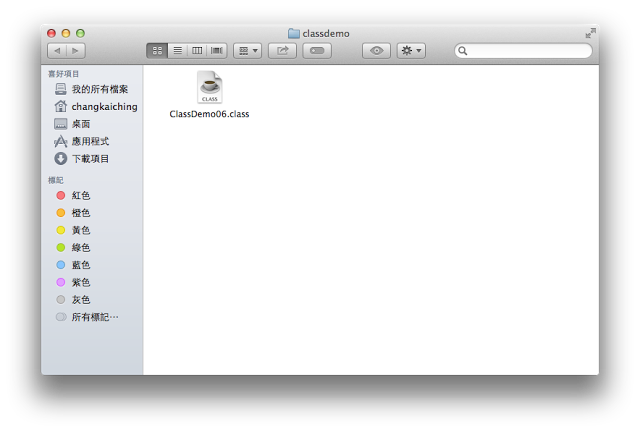 classdemo
喜好項目
我的所有檔案
changkaiching
桌面
應用程式
下載項目
標記
紅色
橙色
黃色
綠色
藍色
紫色
灰色
所有標記⋯
CLASS
ClassDemo06.class